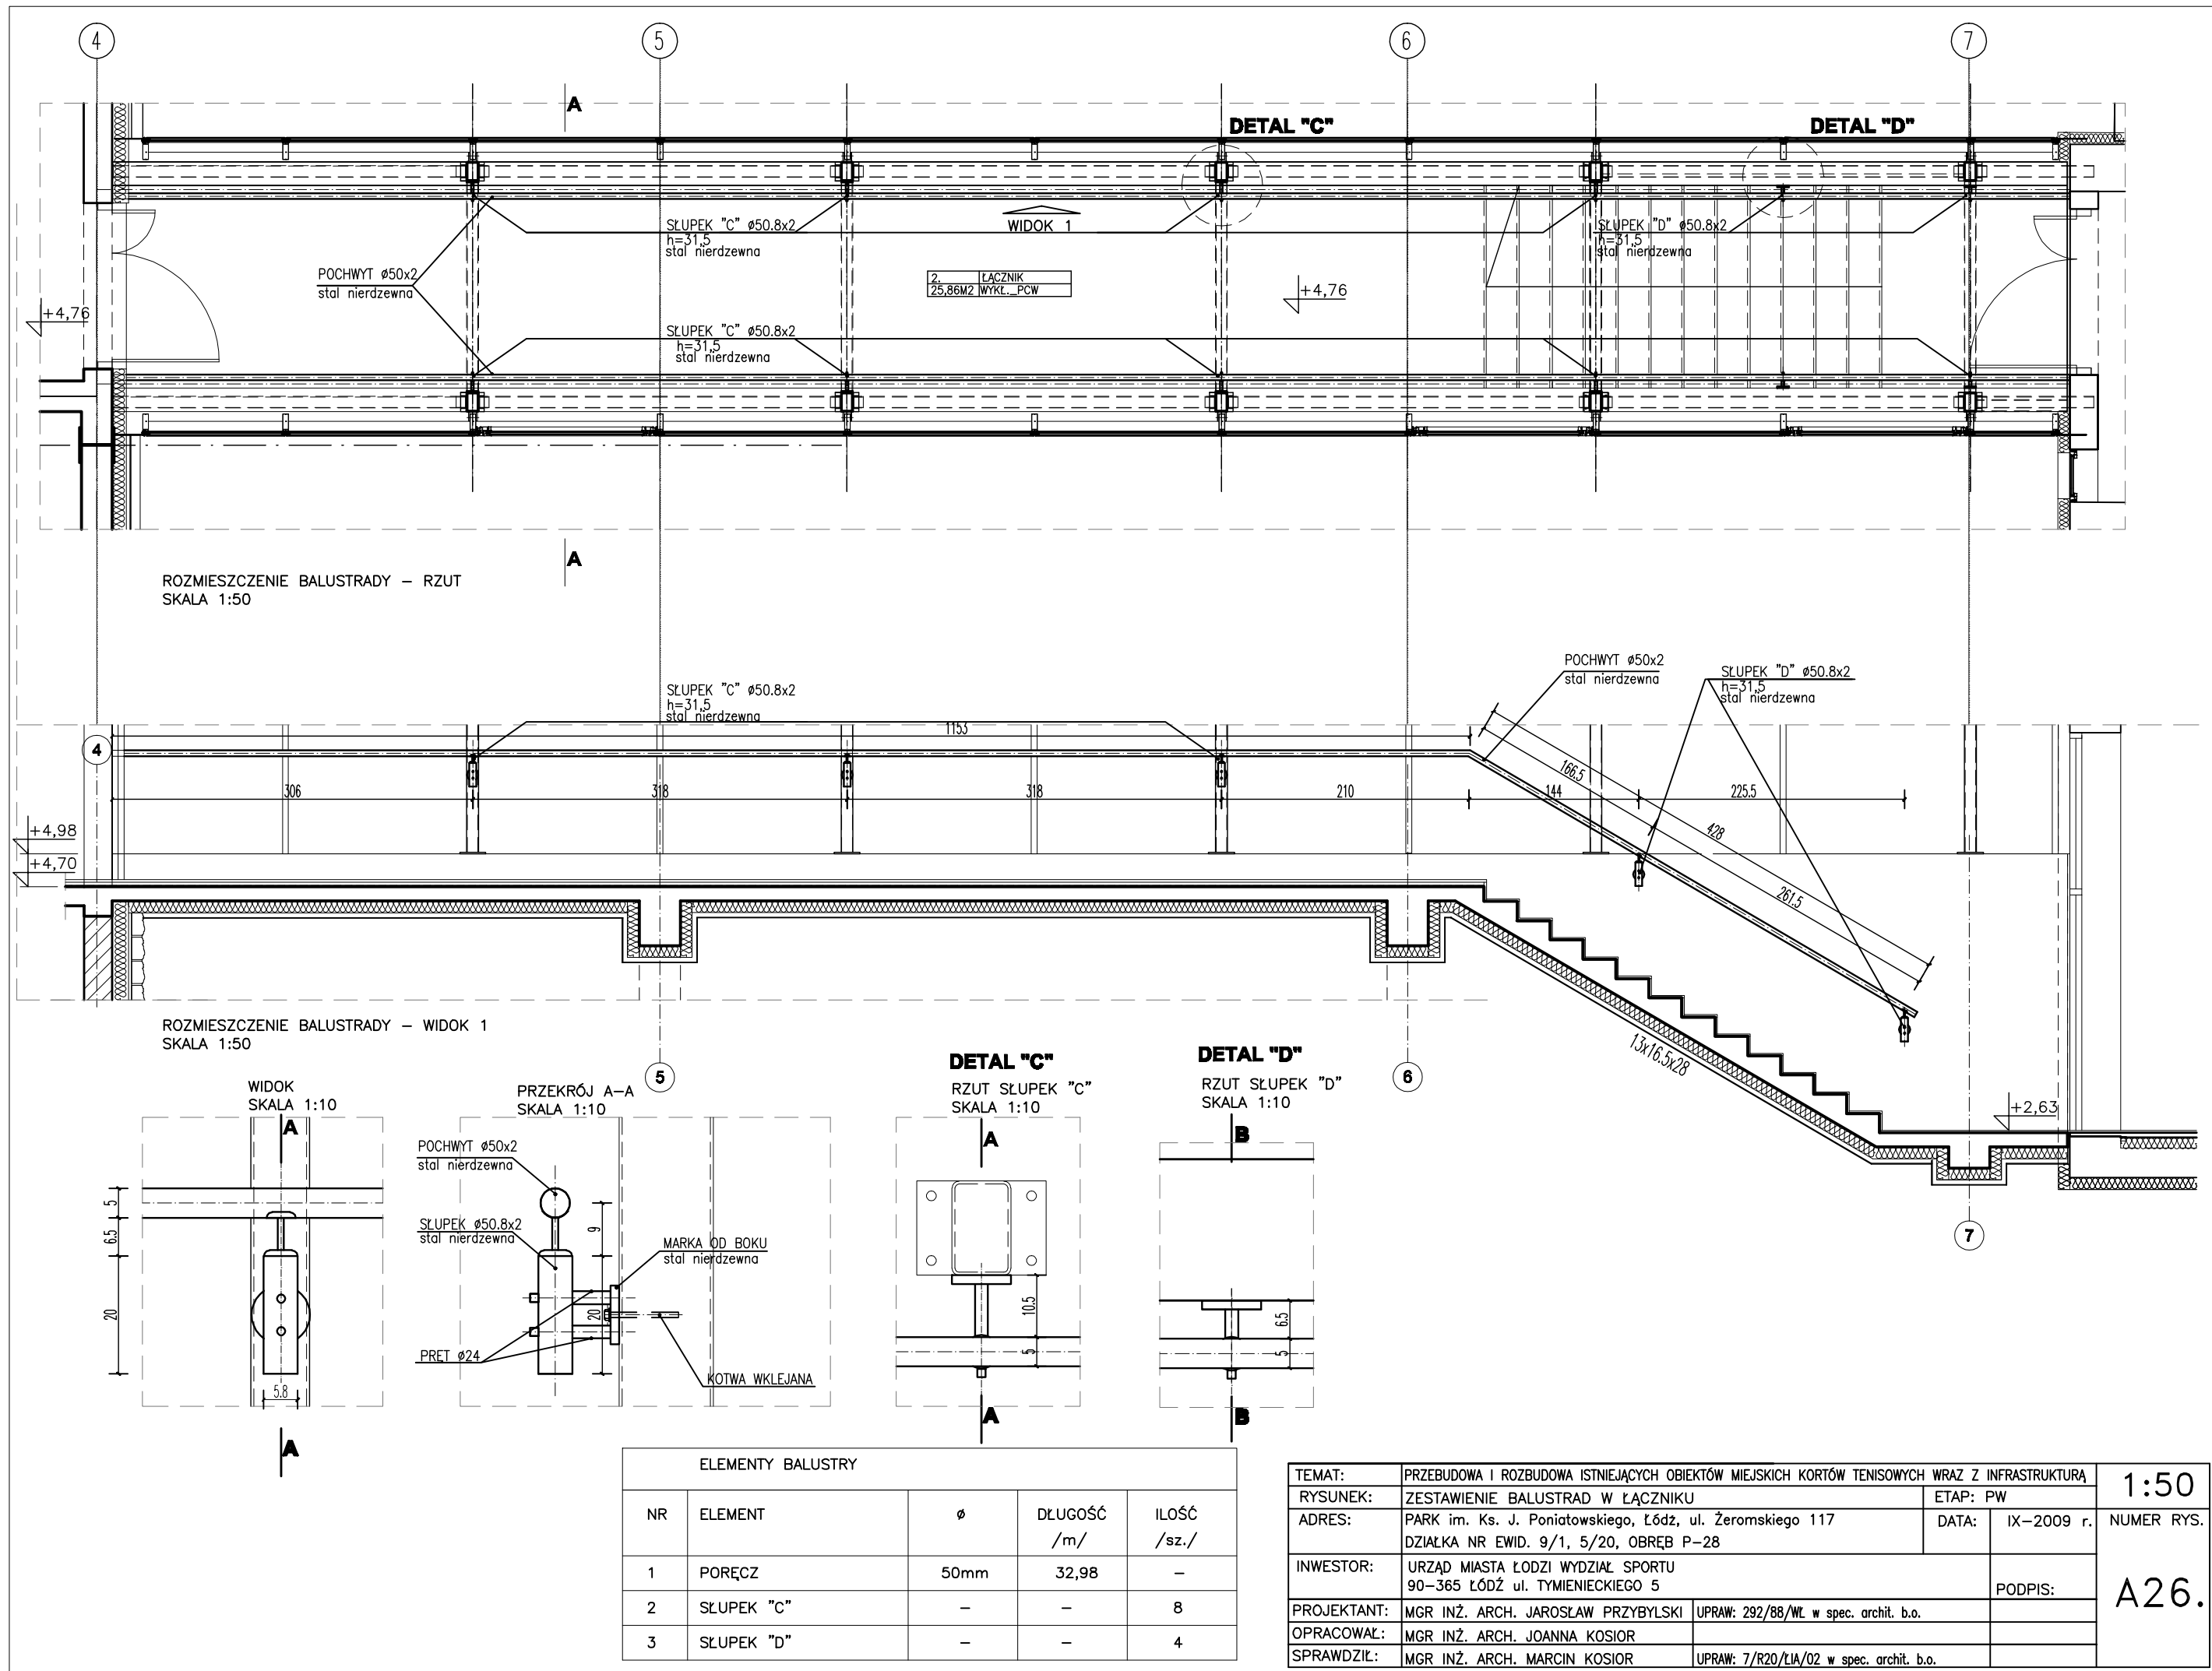 4
5
6
7
A
DETAL "C"
DETAL "D"
SŁUPEK "C" ø50.8x2
h=31,5
stal nierdzewna
WIDOK 1
SŁUPEK "D" ø50.8x2
h=31,5
stal nierdzewna
POCHWYT ø50x2
stal nierdzewna
2. ŁĄCZNIK
25,86M2 WYKŁ._PCW
+4,76
+4,76
SŁUPEK "C" ø50.8x2
h=31,5
stal nierdzewna
A
ROZMIESZCZENIE BALUSTRADY – RZUT
SKALA 1:50
POCHWYT ø50x2
stal nierdzewna
SŁUPEK "D" ø50.8x2
h=31,5
stal nierdzewna
SŁUPEK "C" ø50.8x2
h=31,5
stal nierdzewna
1153
4
166.5
306
318
318
210
144
225.5
428
261.5
+4,98
+4,70
13x16.5x28
+2,63
ROZMIESZCZENIE BALUSTRADY – WIDOK 1
SKALA 1:50
5
6
7
WIDOK
SKALA 1:10
A
5
6.5
20
5.8
A
PRZEKRÓJ A–A
SKALA 1:10
POCHWYT ø50x2
stal nierdzewna
SŁUPEK ø50.8x2
stal nierdzewna
9
MARKA OD BOKU
stal nierdzewna
20
PRĘT ø24
KOTWA WKLEJANA
DETAL "C"
RZUT SŁUPEK "C"
SKALA 1:10
A
10.5
5
A
DETAL "D"
RZUT SŁUPEK "D"
SKALA 1:10
B
6.5
5
B
ELEMENTY BALUSTRY
NR ELEMENT ø DŁUGOŚĆ /m/ ILOŚĆ /sz./
1 PORĘCZ 50mm 32,98 –
2 SŁUPEK "C" – – 8
3 SŁUPEK "D" – – 4
TEMAT: PRZEBUDOWA I ROZBUDOWA ISTNIEJĄCYCH OBIEKTÓW MIEJSKICH KORTÓW TENISOWYCH WRAZ Z INFRASTRUKTURĄ 1:50
RYSUNEK: ZESTAWIENIE BALUSTRAD W ŁĄCZNIKU ETAP: PW
ADRES: PARK im. Ks. J. Poniatowskiego, Łódź, ul. Żeromskiego 117 DATA: IX–2009 r. NUMER RYS.
DZIAŁKA NR EWID. 9/1, 5/20, OBRĘB P–28
INWESTOR: URZĄD MIASTA ŁODZI WYDZIAŁ SPORTU
90–365 ŁÓDŹ ul. TYMIENIECKIEGO 5 PODPIS: A26.
PROJEKTANT: MGR INŻ. ARCH. JAROSŁAW PRZYBYLSKI UPRAW: 292/88/WŁ w spec. archit. b.o.
OPRACOWAŁ: MGR INŻ. ARCH. JOANNA KOSIOR
SPRAWDZIŁ: MGR INŻ. ARCH. MARCIN KOSIOR UPRAW: 7/R20/ŁIA/02 w spec. archit. b.o.